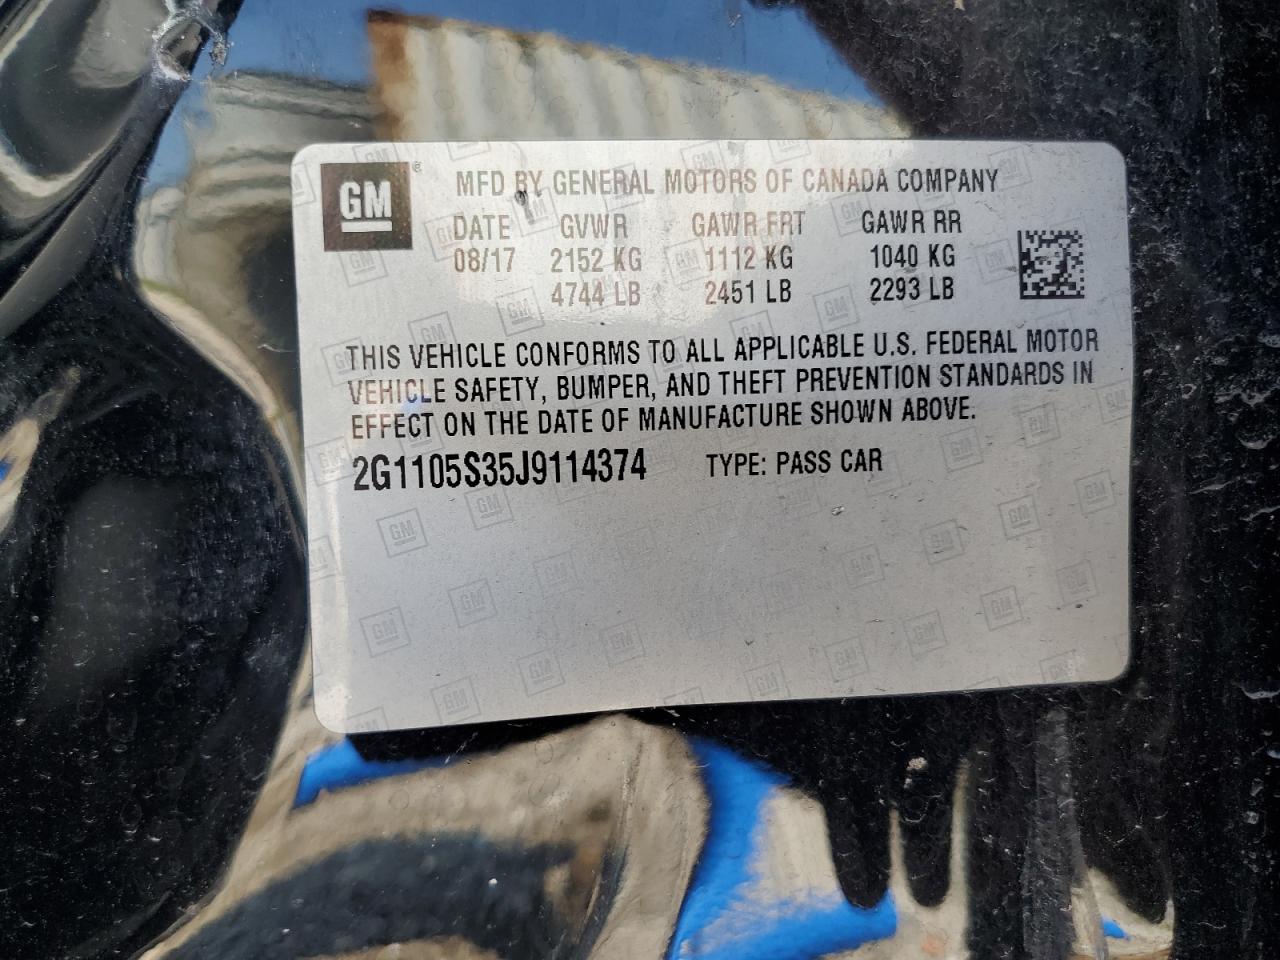 GM ® MFD BY GENERAL MOTORS OF CANADA COMPANY
DATE GVWR GAWR FRT GAWR RR
08/17 2152 KG 1112 KG 1040 KG
4744 LB 2451 LB 2293 LB
THIS VEHICLE CONFORMS TO ALL APPLICABLE U.S. FEDERAL MOTOR
VEHICLE SAFETY, BUMPER, AND THEFT PREVENTION STANDARDS IN
EFFECT ON THE DATE OF MANUFACTURE SHOWN ABOVE.
2G1105S35J9114374 TYPE: PASS CAR